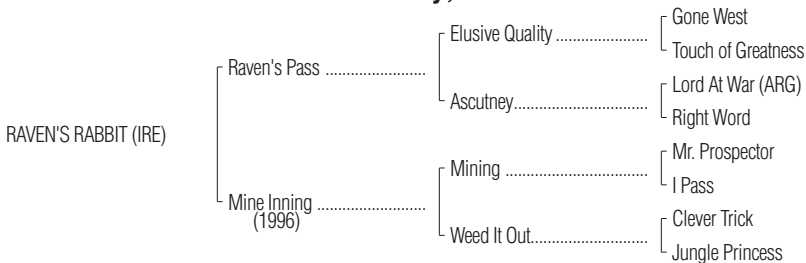 Gone West
Elusive Quality ......................
Touch of Greatness
Raven's Pass ........................
Lord At War (ARG)
Ascutney................................
Right Word
RAVEN'S RABBIT (IRE)
Mr. Prospector
Mining ..................................
I Pass
Mine Inning ..........................
(1996)
Clever Trick
Weed It Out............................
Jungle Princess